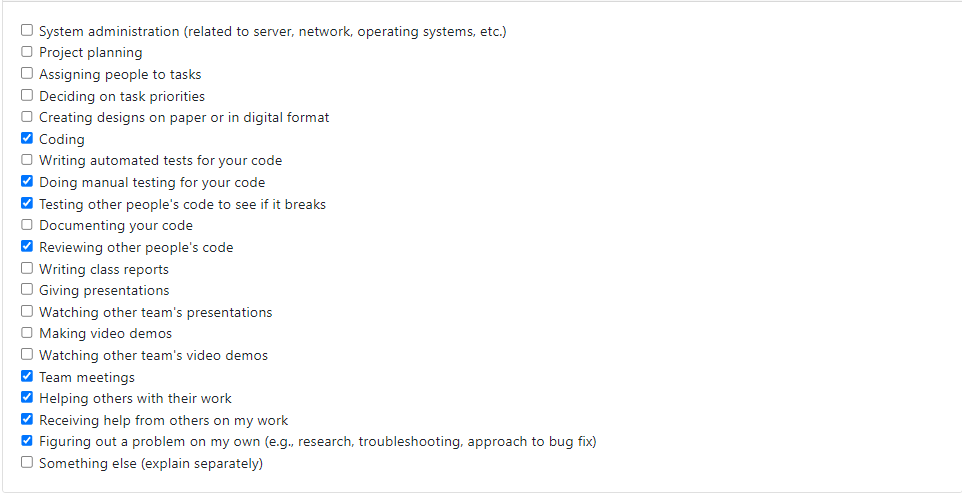 System administration (related to server, network, operating systems, etc.)
Project planning
Assigning people to tasks
Deciding on task priorities
Creating designs on paper or in digital format
Coding
Writing automated tests for your code
Doing manual testing for your code
Testing other people's code to see if it breaks
Documenting your code
Reviewing other people's code
Writing class reports
Giving presentations
Watching other team's presentations
Making video demos
Watching other team's video demos
Team meetings
Helping others with their work
Receiving help from others on my work
Figuring out a problem on my own (e.g., research, troubleshooting, approach to bug fix)
Something else (explain separately)